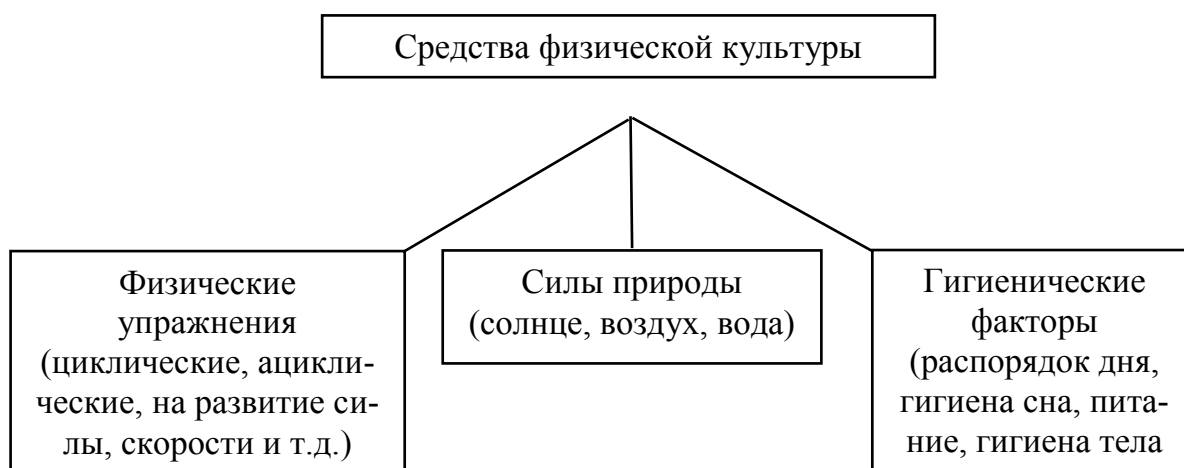 Средства физической культуры
Физические
упражнения
(циклические, ацикли-
ческие, на развитие си-
лы, скорости и т.д.)
Силы природы
(солнце, воздух, вода)
Гигиенические
факторы
(распорядок дня,
гигиена сна, пита-
ние, гигиена тела